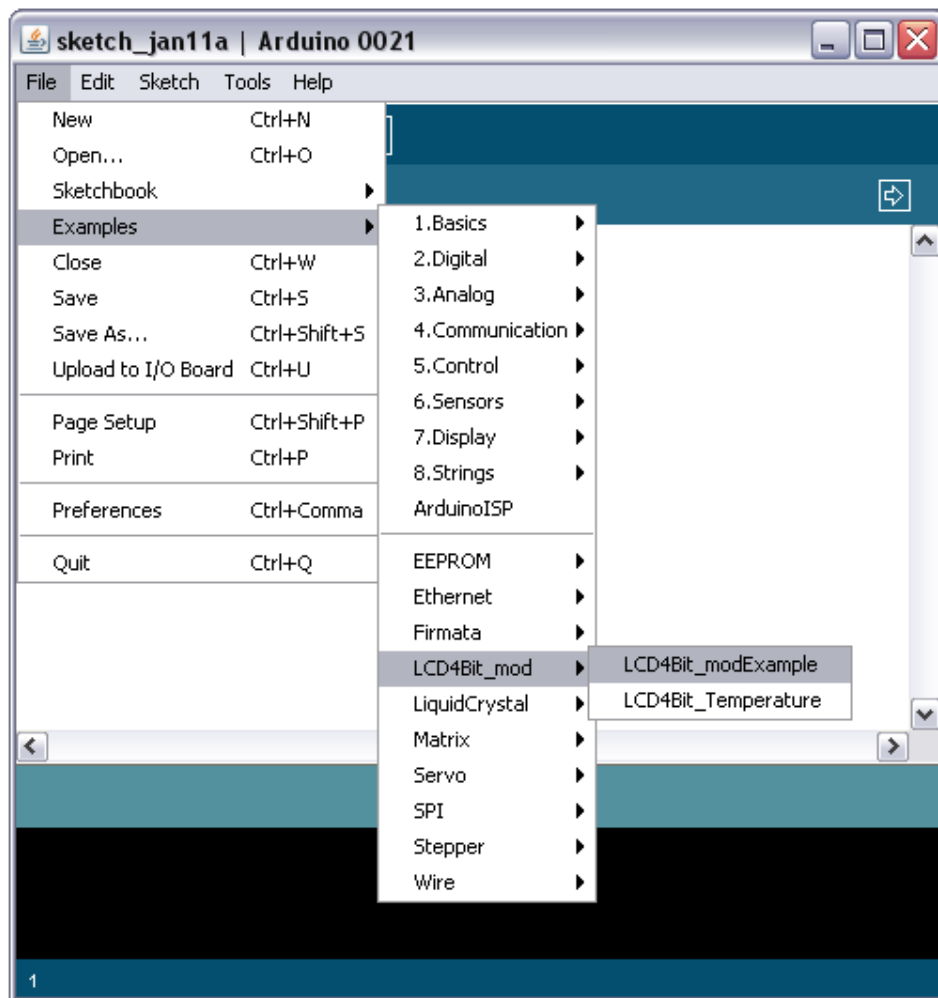 sketch_jan11a | Arduino 0021
File Edit Sketch Tools Help
New Ctrl+N
Open... Ctrl+O
Sketchbook
Examples
Close Ctrl+W
Save Ctrl+S
Save As... Ctrl+Shift+S
Upload to I/O Board Ctrl+U
Page Setup Ctrl+Shift+P
Print Ctrl+P
Preferences Ctrl+Comma
Quit Ctrl+Q
1.Basics
2.Digital
3.Analog
4.Communication
5.Control
6.Sensors
7.Display
8.Strings
ArduinoISP
EEPROM
Ethernet
Firmata
LCD4Bit_mod
LiquidCrystal
Matrix
Servo
SPI
Stepper
Wire
LCD4Bit_modExample
LCD4Bit_Temperature
1